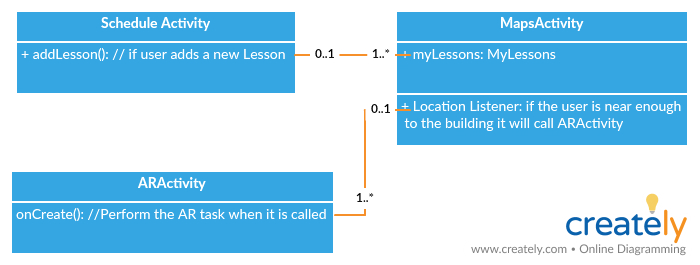 Schedule Activity
+ addLesson(): // if user adds a new Lesson
0..1
1..*
MapsActivity
+ myLessons: MyLessons
0..1
+ Location Listener: if the user is near enough
to the building it will call ARActivity
ARActivity
onCreate(): //Perform the AR task when it is called
1..*
creately
www.creately.com • Online Diagramming